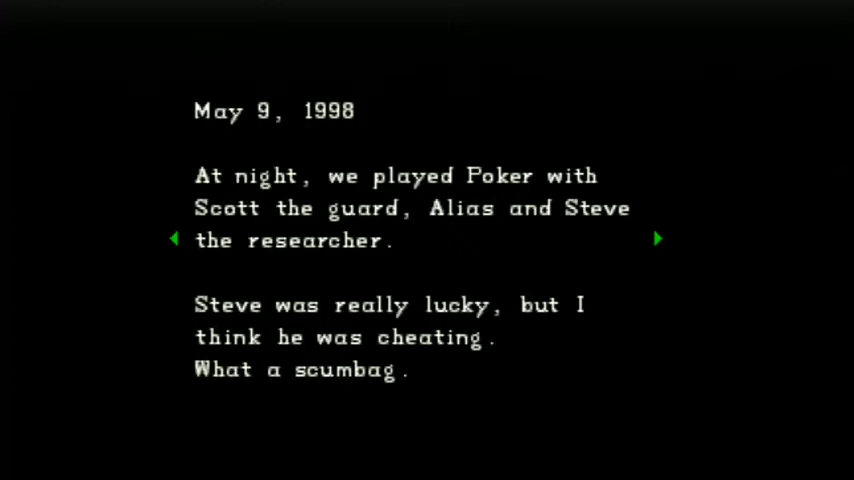 May 9, 1998
At night, we played Poker with
Scott the guard, Alias and Steve
the researcher.
Steve was really lucky, but I
think he was cheating.
What a scumbag.